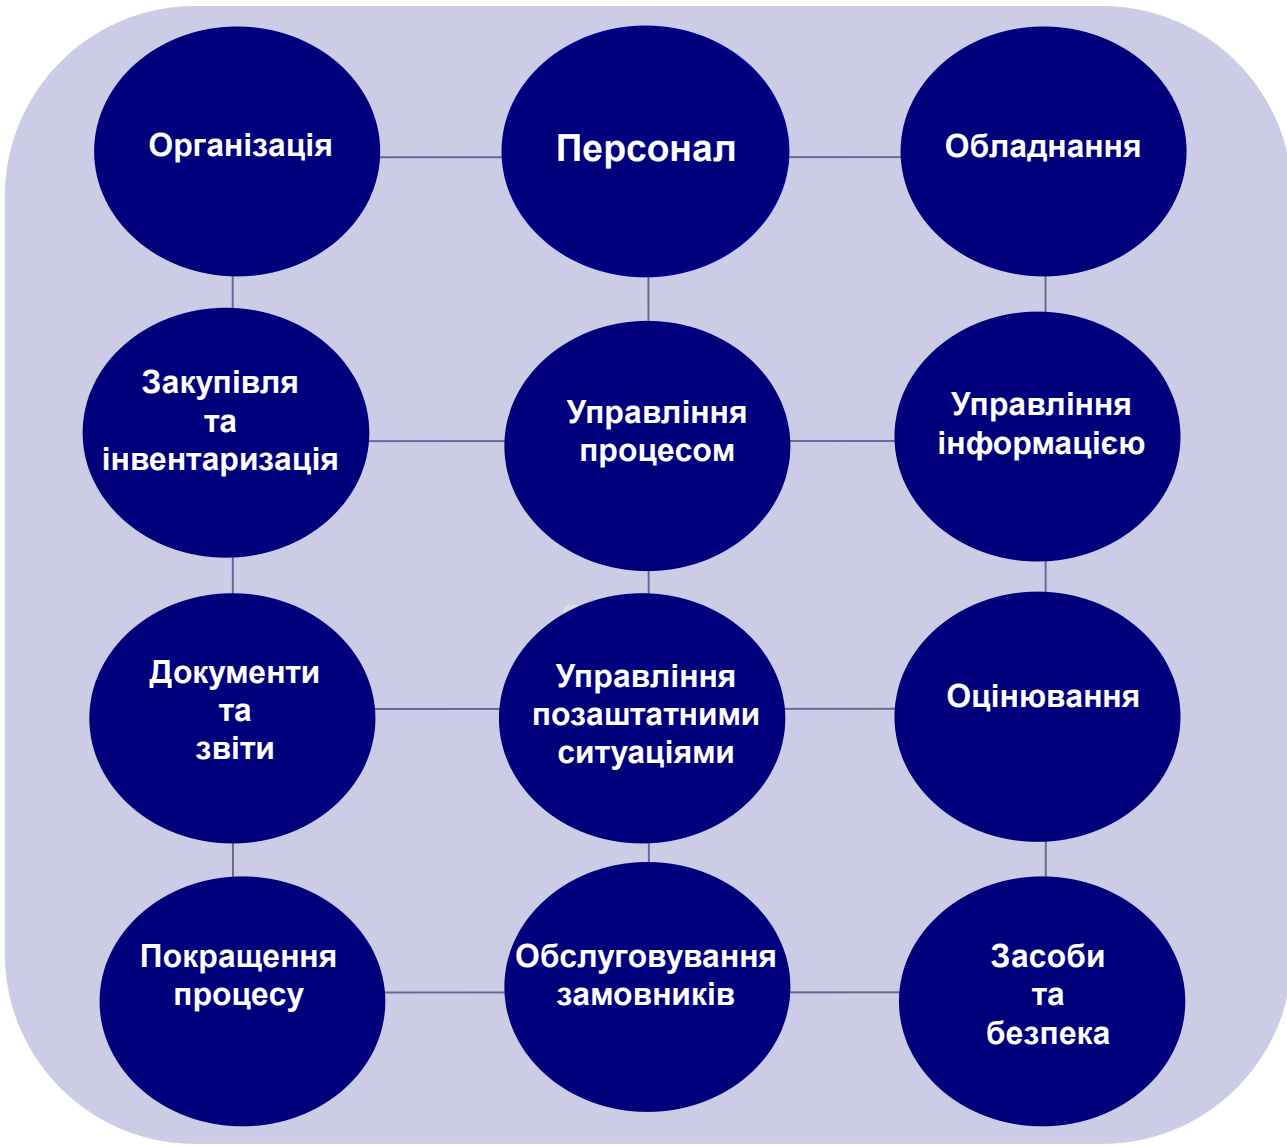 Організація
Персонал
Обладнання
Закупівля
та
інвентаризація
Управління
процесом
Управління
інформацією
Документи
та
звіти
Управління
позаштатними
ситуаціями
Оцінювання
Покращення
процесу
Обслуговування
замовників
Засоби
та
безпека